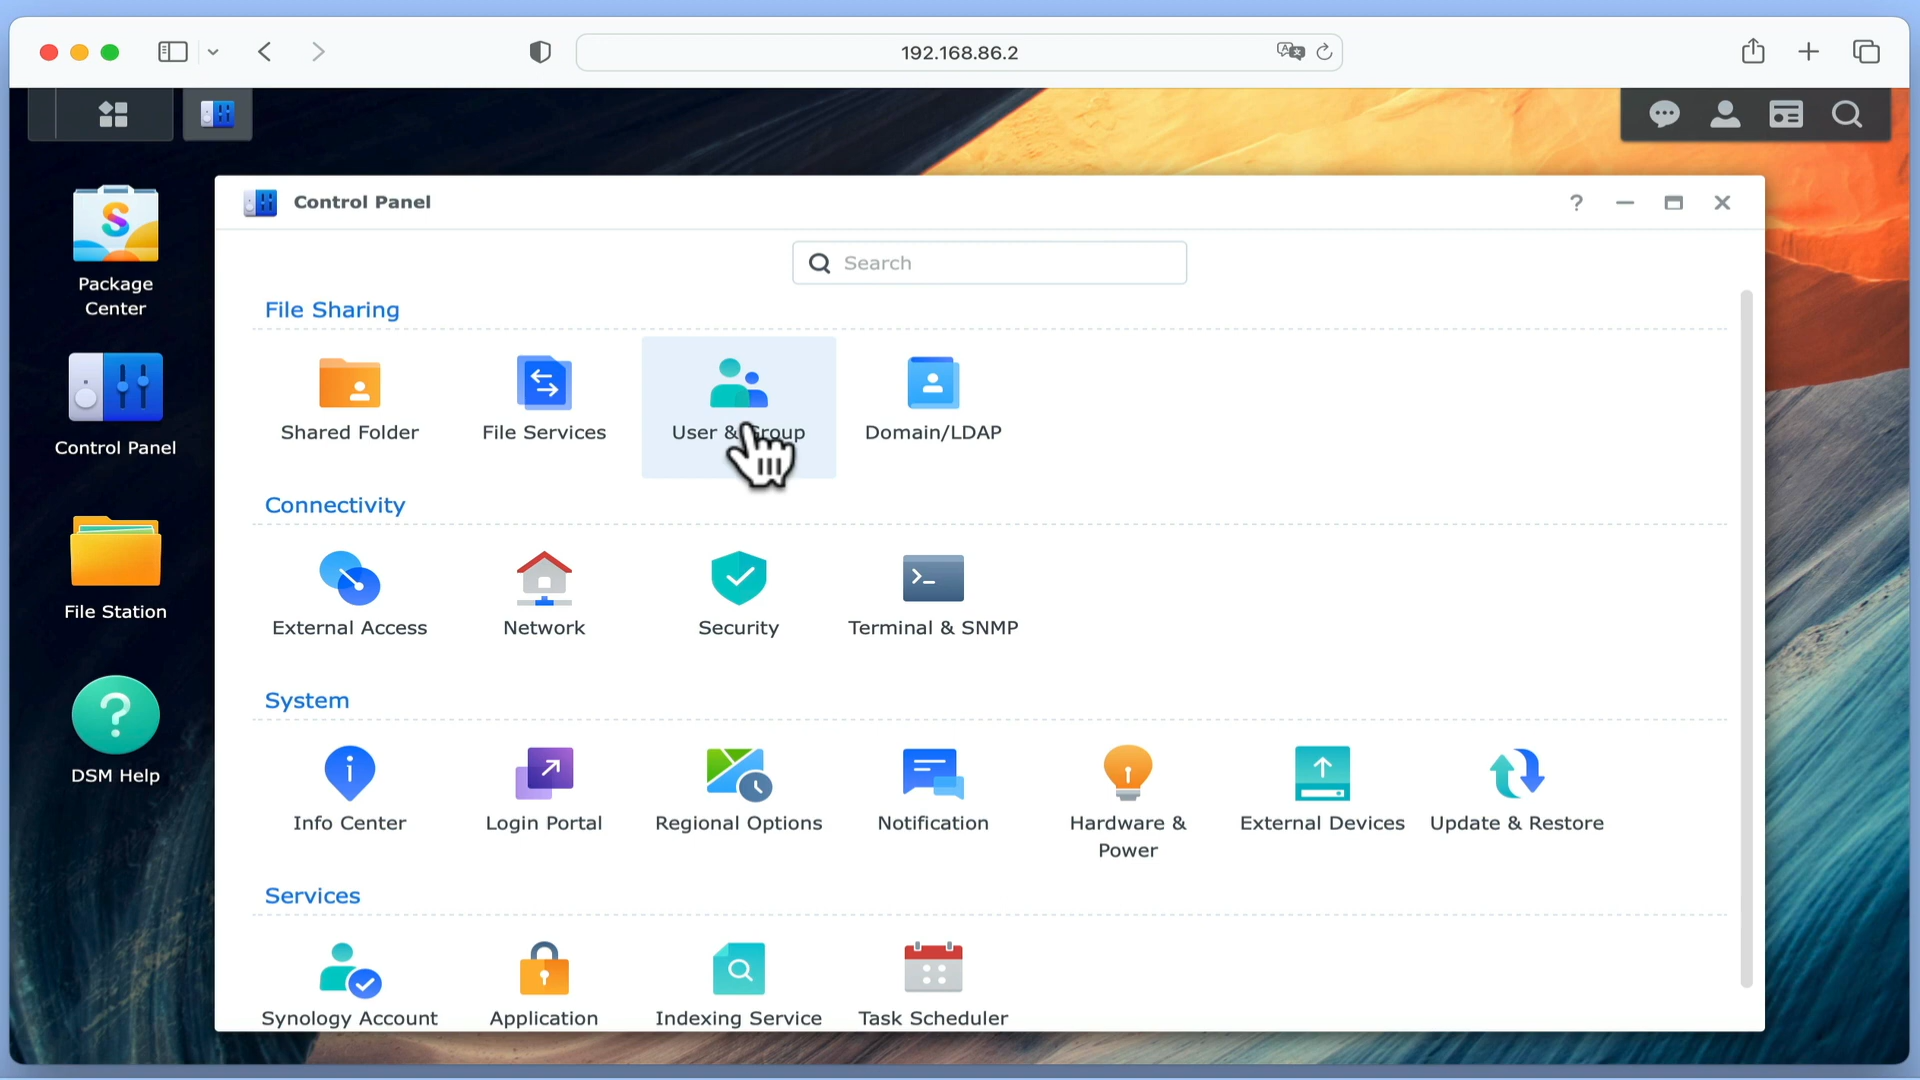 192.168.86.2
Package
Center
Control Panel
File Station
DSM Help
Control Panel
Search
File Sharing
Shared Folder
File Services
User & Group
Domain/LDAP
Connectivity
External Access
Network
Security
Terminal & SNMP
System
Info Center
Login Portal
Regional Options
Notification
Hardware &
Power
External Devices
Update & Restore
Services
Synology Account
Application
Indexing Service
Task Scheduler